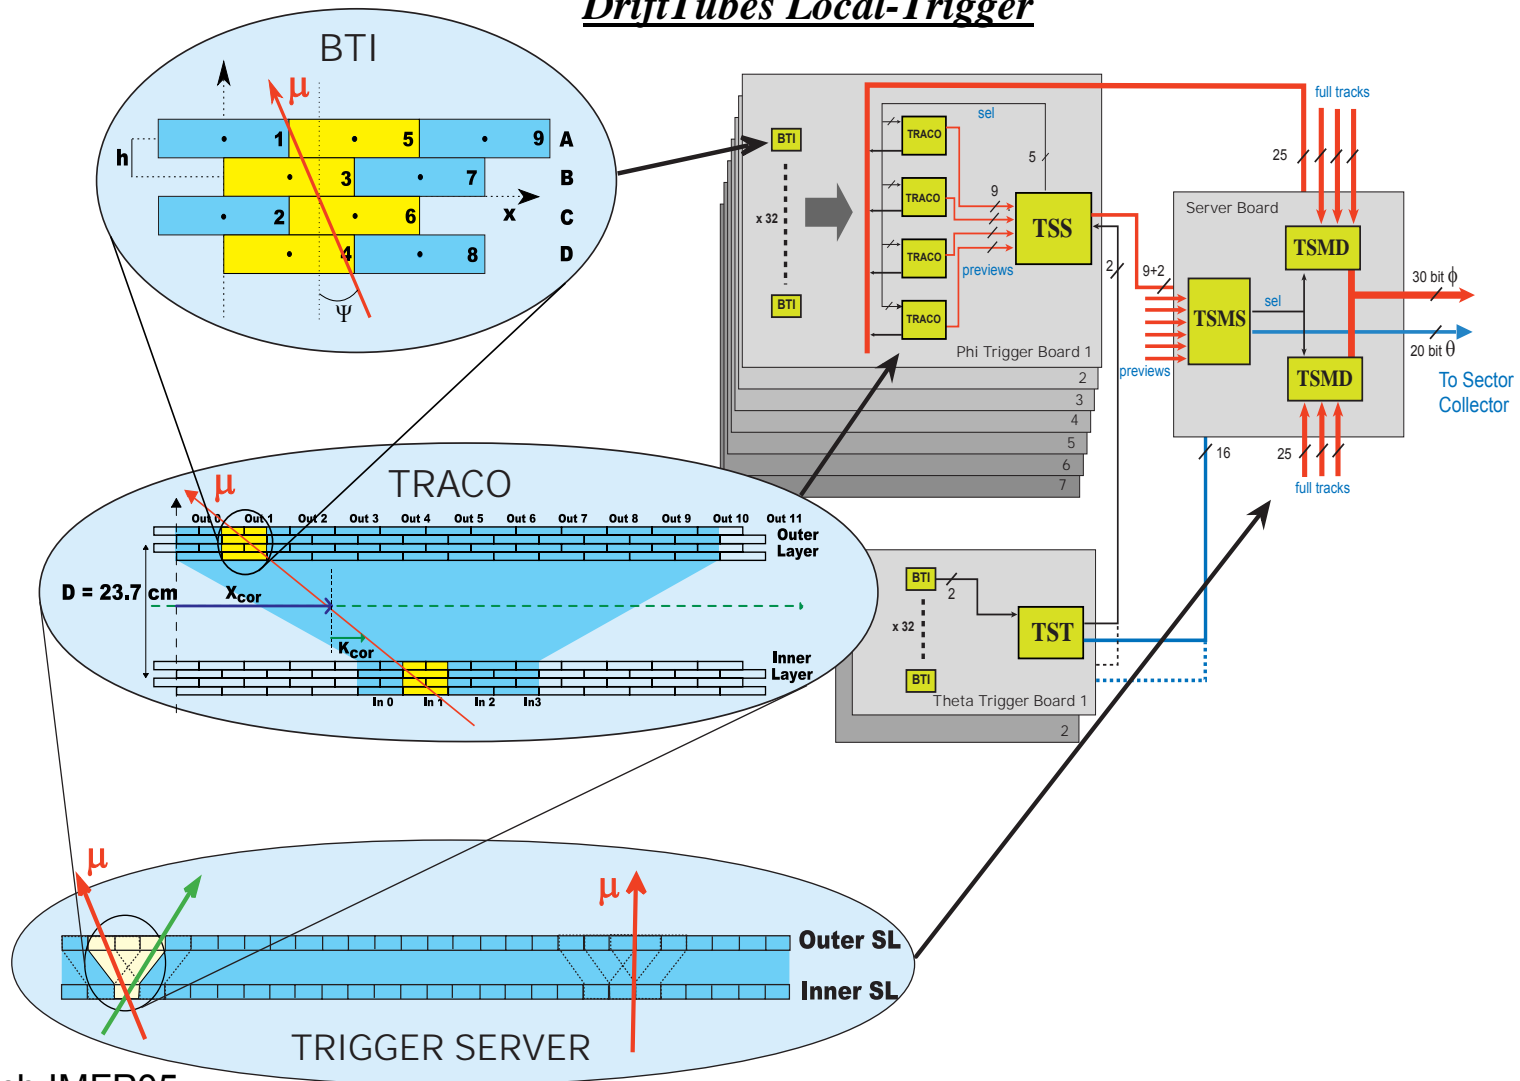 DriftTubes Local-Trigger
BTI
μ
1 5 9 A
h
3 7 B
x
2 6 C
4 8 D
Ψ
BTI
x 32
BTI
sel
TRACO
5
TRACO
9
TSS
TRACO
previews
2
TRACO
Phi Trigger Board 1
2
3
4
5
6
7
full tracks
25
Server Board
TSMD
9+2
30 bit ϕ
TSMS
sel
20 bit θ
previews
TSMD
To Sector
Collector
16
25
full tracks
TRACO
μ
Out 0 Out 1 Out 2 Out 3 Out 4 Out 5 Out 6 Out 7 Out 8 Out 9 Out 10 Out 11
Outer
Layer
D = 23.7 cm
Xcor
Kcor
Inner
Layer
In 0 In 1 In 2 In3
BTI
2
x 32
TST
BTI
Theta Trigger Board 1
2
μ
μ
Outer SL
Inner SL
TRIGGER SERVER